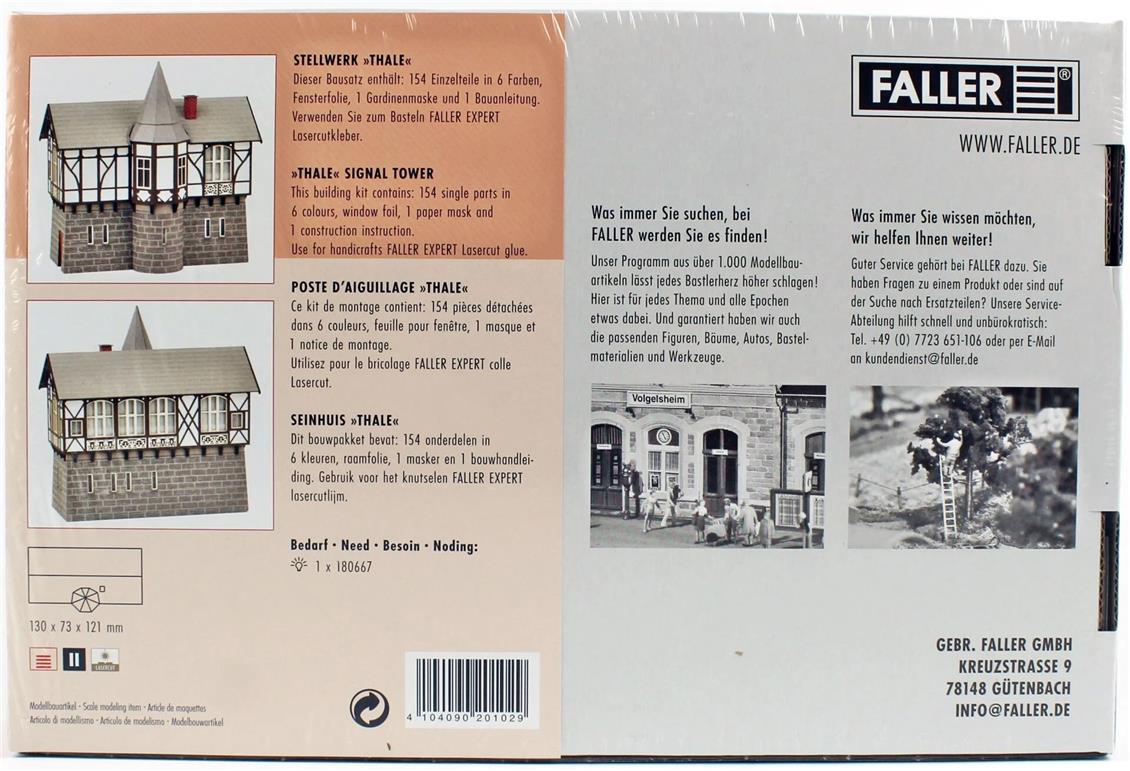 STELLWERK »THALE«
Dieser Bausatz enthält: 154 Einzelteile in 6 Farben,
Fensterfolie, 1 Gardinenmaske und 1 Bauanleitung.
Verwenden Sie zum Basteln FALLER EXPERT
Lasercutkleber.
»THALE« SIGNAL TOWER
This building kit contains: 154 single parts in
6 colours, window foil, 1 paper mask and
1 construction instruction.
Use for handicrafts FALLER EXPERT Lasercut glue.
POSTE D’AIGUILLAGE »THALE«
Ce kit de montage contient: 154 pièces détachées
dans 6 couleurs, feuille pour fenêtre, 1 masque et
1 notice de montage.
Utilisez pour le bricolage FALLER EXPERT colle
Lasercut.
SEINHUIS »THALE«
Dit bouwpakket bevat: 154 onderdelen in
6 kleuren, raamfolie, 1 masker en 1 bouwhandlei-
ding. Gebruik voor het knutselen FALLER EXPERT
lasercutlijm.
Bedarf · Need · Besoin · Noding:
1 x 180667
130 x 73 x 121 mm
II
LASERCUT
Modellbauartikel · Scale modeling item · Article de maquettes
Articolo di modellismo · Artículo de modelismo · Modelbouwartikel
4 104090 201029
FALLER®
WWW.FALLER.DE
Was immer Sie suchen, bei
FALLER werden Sie es finden!
Unser Programm aus über 1.000 Modellbau-
artikeln lässt jedes Bastlerherz höher schlagen!
Hier ist für jedes Thema und alle Epochen
etwas dabei. Und garantiert haben wir auch
die passenden Figuren, Bäume, Autos, Bastel-
materialien und Werkzeuge.
Volgelsheim
Was immer Sie wissen möchten,
wir helfen Ihnen weiter!
Guter Service gehört bei FALLER dazu. Sie
haben Fragen zu einem Produkt oder sind auf
der Suche nach Ersatzteilen? Unsere Service-
Abteilung hilft schnell und unbürokratisch:
Tel. +49 (0) 7723 651-106 oder per E-Mail
an kundendienst@faller.de
GEBR. FALLER GMBH
KREUZSTRASSE 9
78148 GÜTENBACH
INFO@FALLER.DE